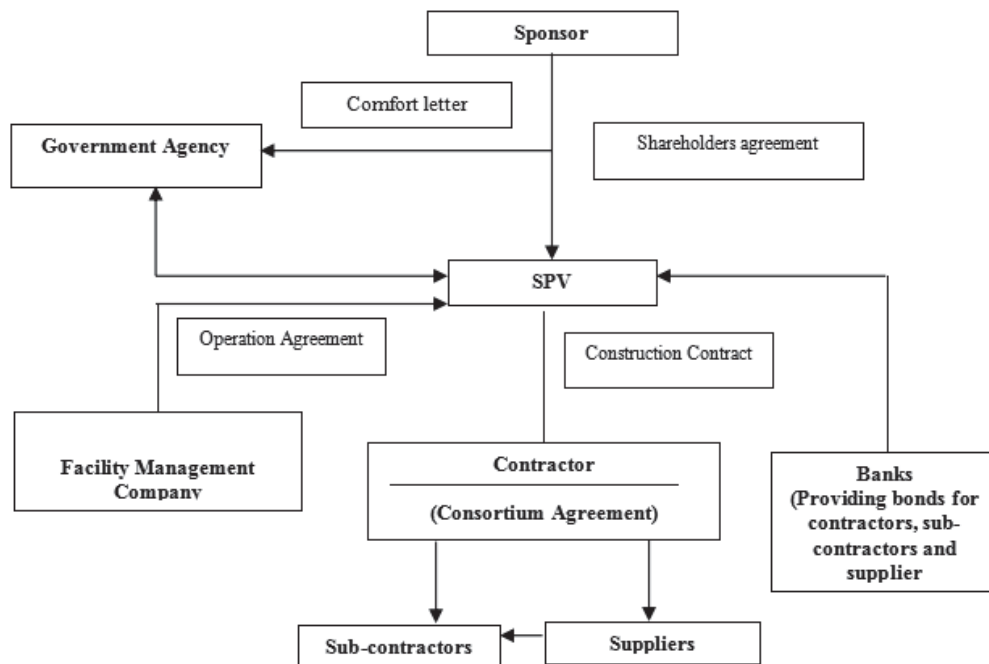 Sponsor
Comfort letter
Government Agency
Shareholders agreement
SPV
Operation Agreement
Construction Contract
Facility Management
Company
Contractor
(Consortium Agreement)
Banks
(Providing bonds for
contractors, sub-
contractors and
supplier
Sub-contractors
Suppliers